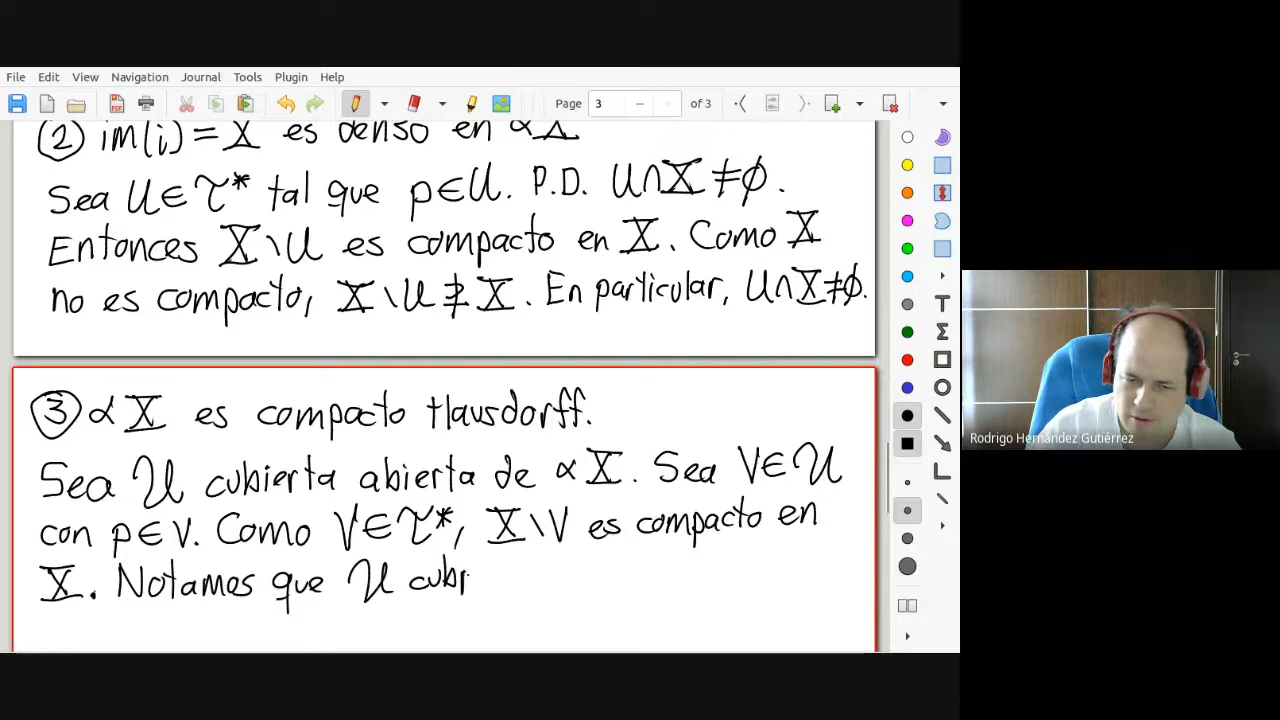 File Edit View Navigation Journal Tools Plugin Help
Page 3 of 3
② im(i) = X es denso en αX
Sea U ∈ τ* tal que p ∈ U. P.D. U∩X ≠ ∅.
Entonces X \ U es compacto en X. Como X
no es compacto, X \ U ⊉ X. En particular, U∩X ≠ ∅.
③ αX es compacto Hausdorff.
Sea 𝒰 cubierta abierta de αX. Sea V ∈ 𝒰
con p ∈ V. Como V ∈ τ*, X \ V es compacto en
X. Notamos que 𝒰 cubr
Rodrigo Hernández Gutiérrez